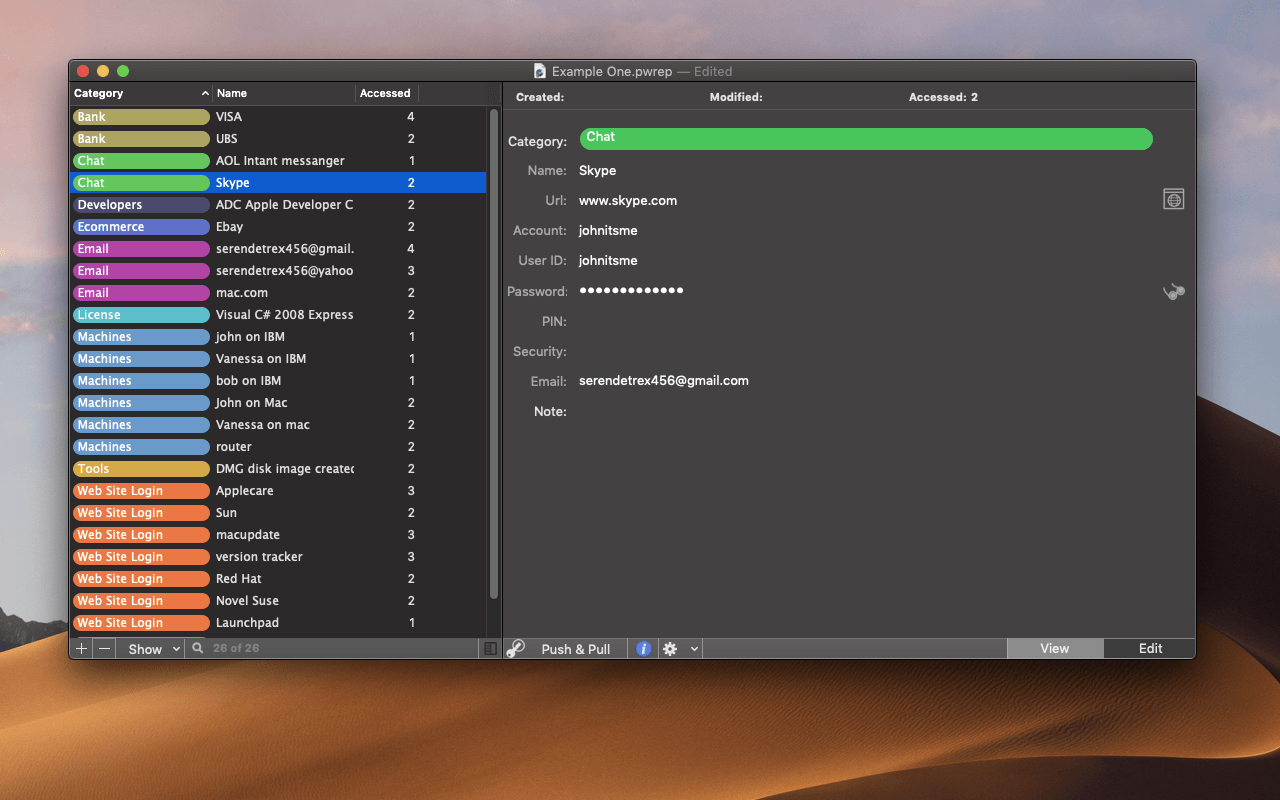 Example One.pwrep — Edited
Category Name Accessed
Bank VISA 4
Bank UBS 2
Chat AOL Intant messanger 1
Chat Skype 2
Developers ADC Apple Developer C 2
Ecommerce Ebay 2
Email serendetrex456@gmail. 4
Email serendetrex456@yahoo 3
Email mac.com 2
License Visual C# 2008 Express 2
Machines john on IBM 1
Machines Vanessa on IBM 1
Machines bob on IBM 1
Machines John on Mac 2
Machines Vanessa on mac 2
Machines router 2
Tools DMG disk image created 2
Web Site Login Applecare 3
Web Site Login Sun 2
Web Site Login macupdate 3
Web Site Login version tracker 3
Web Site Login Red Hat 2
Web Site Login Novel Suse 2
Web Site Login Launchpad 1
Show 26 of 26
Created: Modified: Accessed: 2
Category: Chat
Name: Skype
Url: www.skype.com
Account: johnitsme
User ID: johnitsme
Password: •••••••••••••
PIN:
Security:
Email: serendetrex456@gmail.com
Note:
Push & Pull View Edit